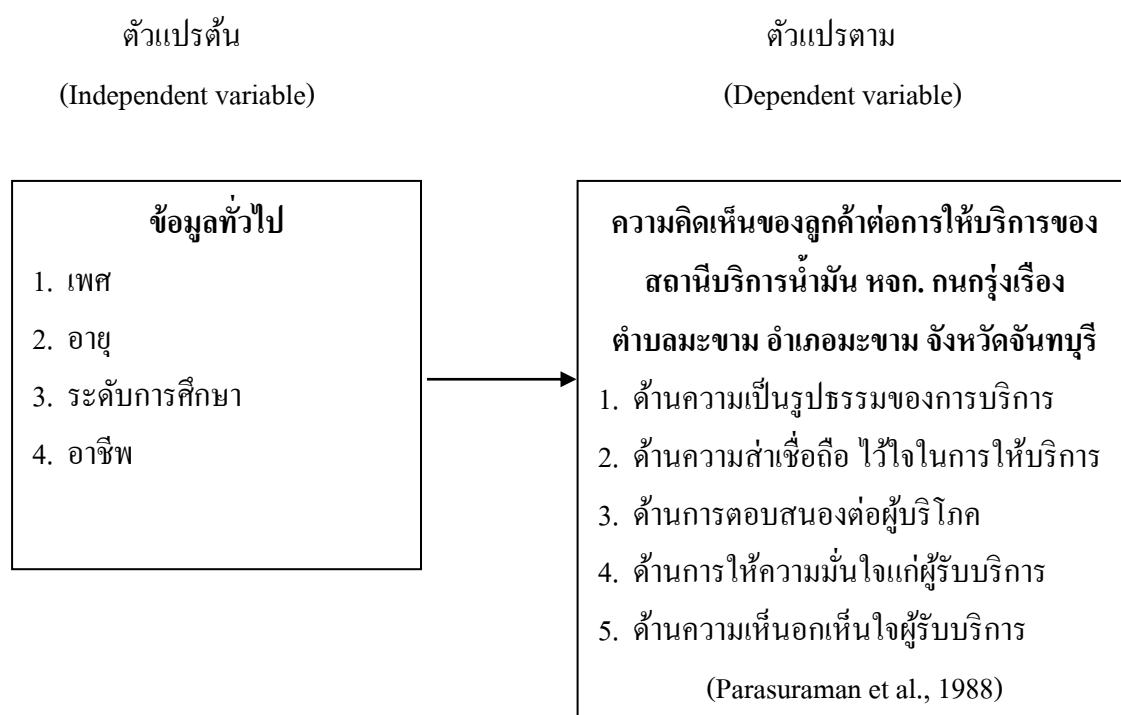 ตัวแปรต้น
(Independent variable)
ข้อมูลทั่วไป
1. เพศ
2. อายุ
3. ระดับการศึกษา
4. อาชีพ
ตัวแปรตาม
(Dependent variable)
ความคิดเห็นของลูกค้าต่อการให้บริการของ
สถานีบริการน้ำมัน หจก. กนกรุ่งเรือง
ตำบลมะขาม อำเภอมะขาม จังหวัดจันทบุรี
1. ด้านความเป็นรูปธรรมของการบริการ
2. ด้านความส่าเชื่อถือ ไว้ใจในการให้บริการ
3. ด้านการตอบสนองต่อผู้บริโภค
4. ด้านการให้ความมั่นใจแก่ผู้รับบริการ
5. ด้านความเห็นอกเห็นใจผู้รับบริการ
(Parasuraman et al., 1988)